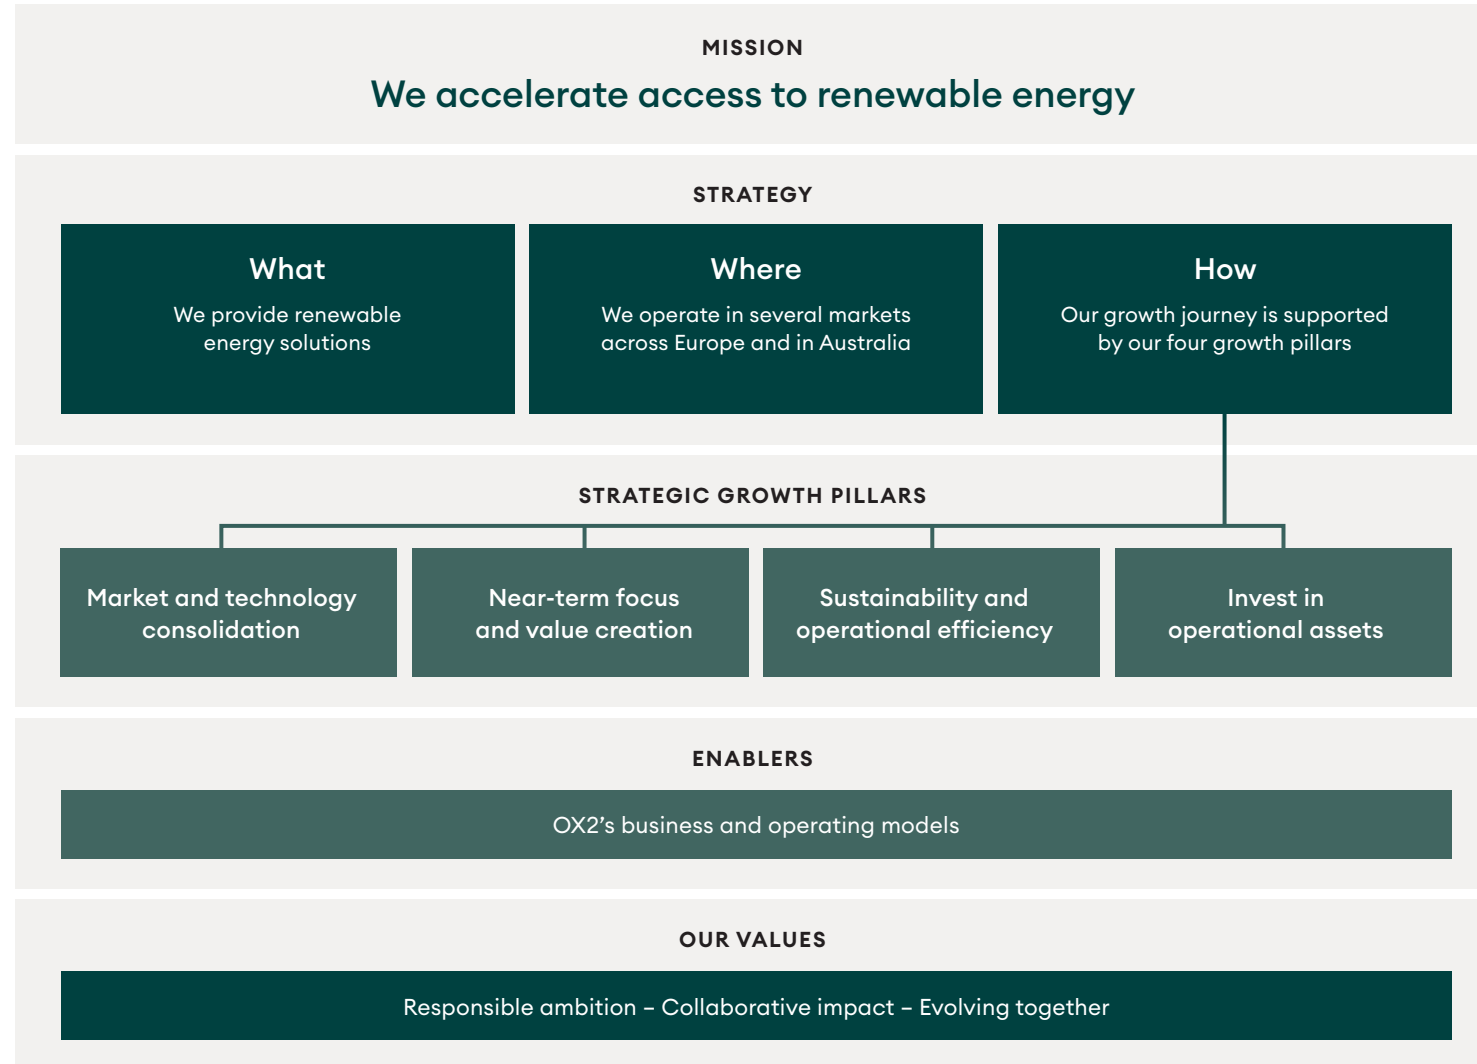 MISSION
We accelerate access to renewable energy
STRATEGY
What
We provide renewable
energy solutions
Where
We operate in several markets
across Europe and in Australia
How
Our growth journey is supported
by our four growth pillars
STRATEGIC GROWTH PILLARS
Market and technology
consolidation
Near-term focus
and value creation
Sustainability and
operational efficiency
Invest in
operational assets
ENABLERS
OX2’s business and operating models
OUR VALUES
Responsible ambition – Collaborative impact – Evolving together